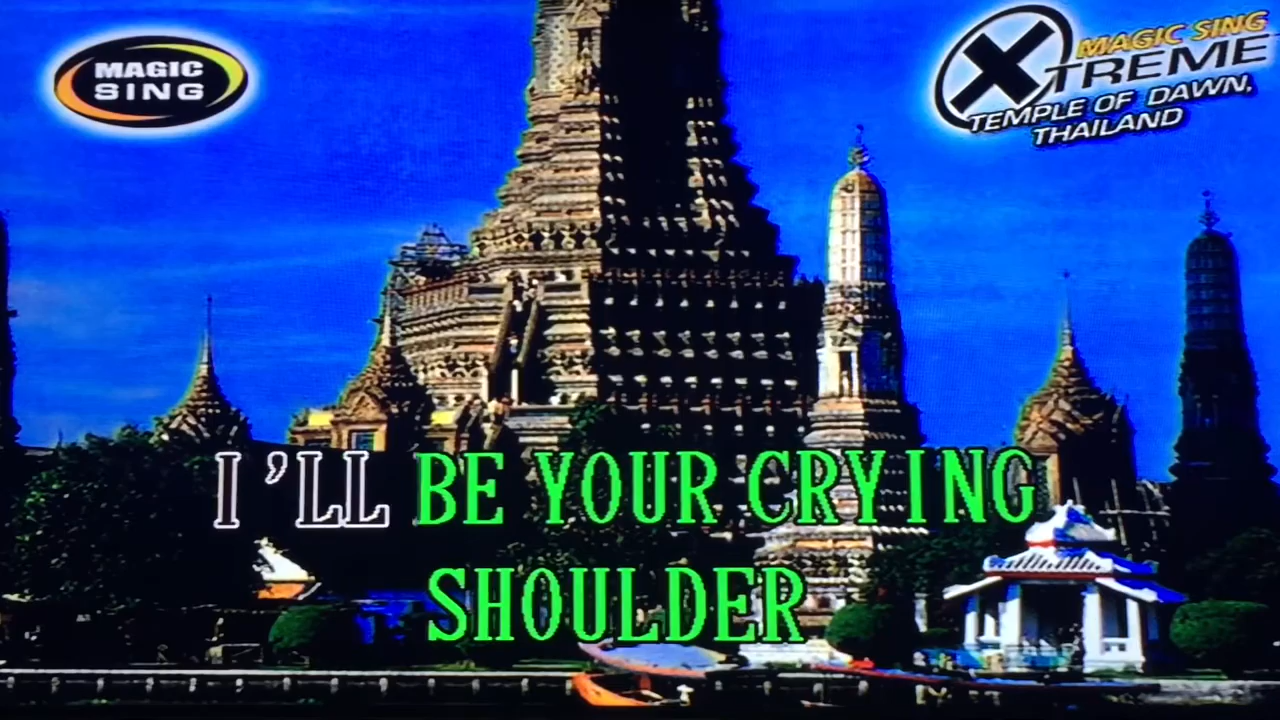 MAGIC
SING
MAGIC SING
XTREME
TEMPLE OF DAWN,
THAILAND
I'LL BE YOUR CRYING
SHOULDER